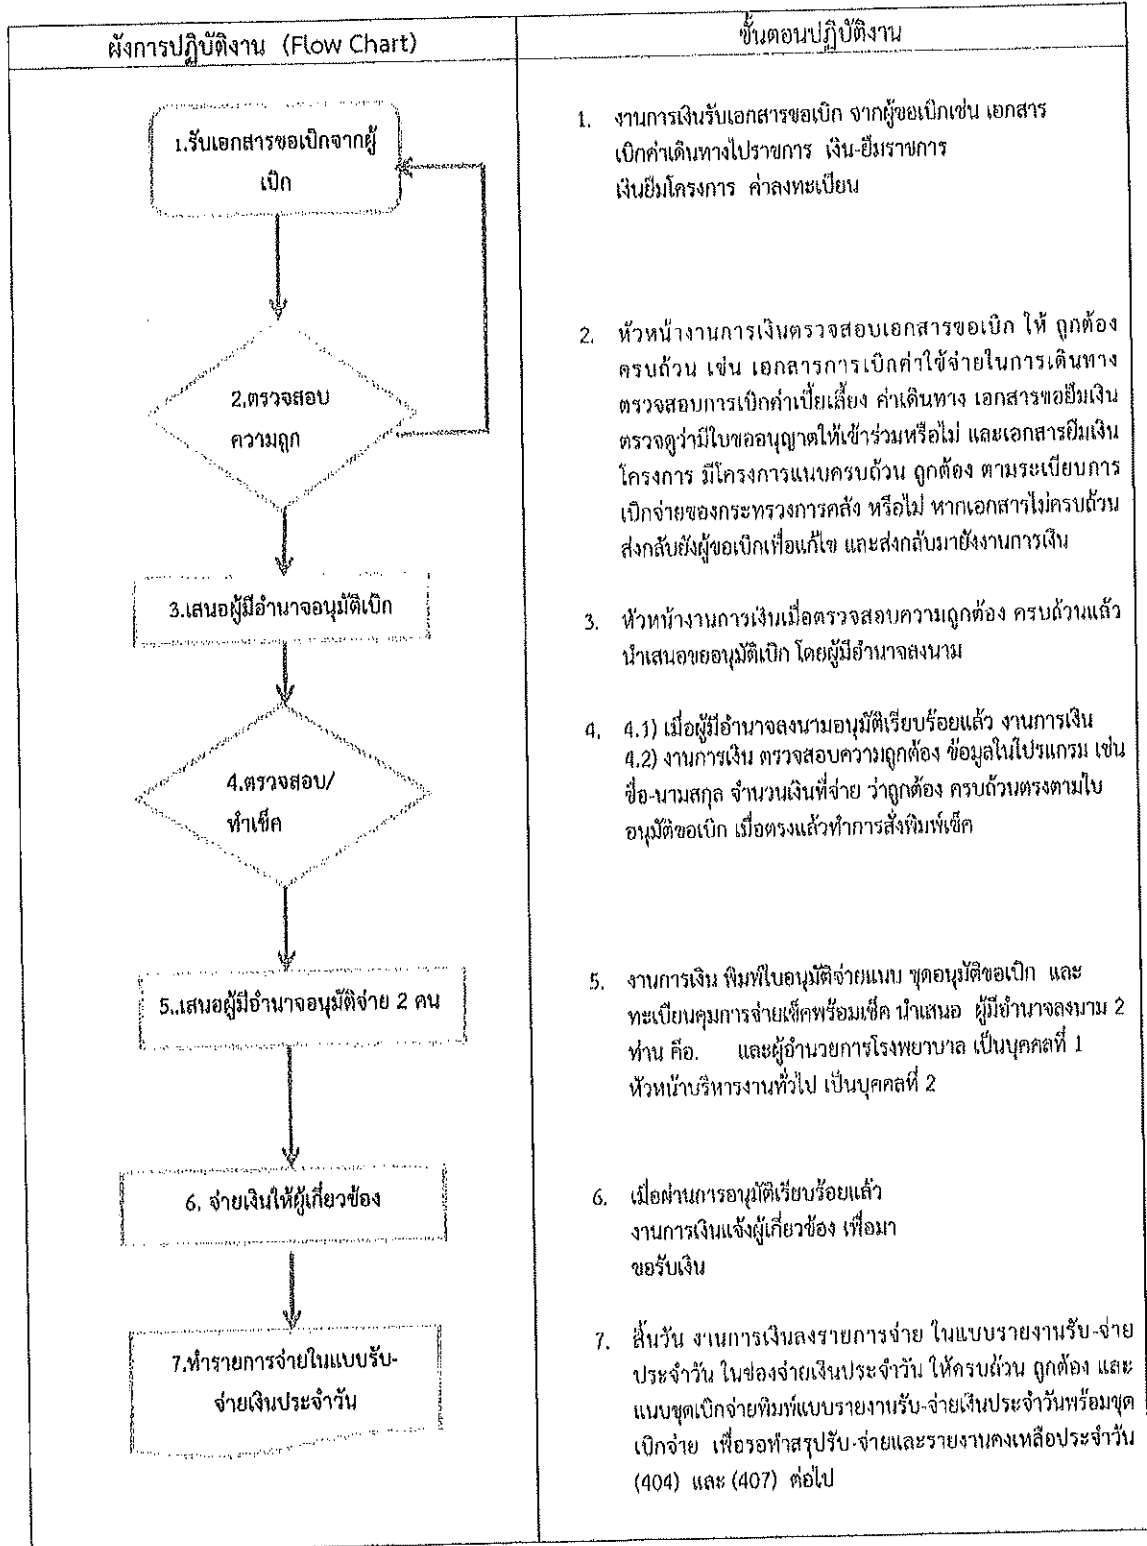 ผังการปฏิบัติงาน (Flow Chart)
ขั้นตอนปฏิบัติงาน
1.รับเอกสารขอเบิกจากผู้
เบิก
1. งานการเงินรับเอกสารขอเบิก จากผู้ขอเบิกเช่น เอกสาร
เบิกค่าเดินทางไปราชการ เงิน-ยืมราชการ
เงินยืมโครงการ ค่าลงทะเบียน
2.ตรวจสอบ
ความถูก
2. หัวหน้างานการเงินตรวจสอบเอกสารขอเบิก ให้ ถูกต้อง
ครบถ้วน เช่น เอกสารการเบิกค่าใช้จ่ายในการเดินทาง
ตรวจสอบการเบิกค่าเบี้ยเลี้ยง ค่าเดินทาง เอกสารขอยืมเงิน
ตรวจดูว่ามีใบขออนุญาตให้เข้าร่วมหรือไม่ และเอกสารยืมเงิน
โครงการ มีโครงการแนบครบถ้วน ถูกต้อง ตามระเบียบการ
เบิกจ่ายของกระทรวงการคลัง หรือไม่ หากเอกสารไม่ครบถ้วน
ส่งกลับยังผู้ขอเบิกเพื่อแก้ไข และส่งกลับมายังงานการเงิน
3.เสนอผู้มีอำนาจอนุมัติเบิก
3. หัวหน้างานการเงินเมื่อตรวจสอบความถูกต้อง ครบถ้วนแล้ว
นำเสนอขออนุมัติเบิก โดยผู้มีอำนาจลงนาม
4.ตรวจสอบ/
ทำเช็ค
4. 4.1) เมื่อผู้มีอำนาจลงนามอนุมัติเรียบร้อยแล้ว งานการเงิน
4.2) งานการเงิน ตรวจสอบความถูกต้อง ข้อมูลในโปรแกรม เช่น
ชื่อ-นามสกุล จำนวนเงินที่จ่าย ว่าถูกต้อง ครบถ้วนตรงตามใบ
อนุมัติขอเบิก เมื่อตรงแล้วทำการสั่งพิมพ์เช็ค
5..เสนอผู้มีอำนาจอนุมัติจ่าย 2 คน
5. งานการเงิน พิมพ์ใบอนุมัติจ่ายแนบ ชุดอนุมัติขอเบิก และ
ทะเบียนคุมการจ่ายเช็คพร้อมเช็ค นำเสนอ ผู้มีอำนาจลงนาม 2
ท่าน คือ. และผู้อำนวยการโรงพยาบาล เป็นบุคคลที่ 1
หัวหน้าบริหารงานทั่วไป เป็นบุคคลที่ 2
6. จ่ายเงินให้ผู้เกี่ยวข้อง
6. เมื่อผ่านการอนุมัติเรียบร้อยแล้ว
งานการเงินแจ้งผู้เกี่ยวข้อง เพื่อมา
ขอรับเงิน
7.ทำรายการจ่ายในแบบรับ-
จ่ายเงินประจำวัน
7. สิ้นวัน งานการเงินลงรายการจ่าย ในแบบรายงานรับ-จ่าย
ประจำวัน ในช่องจ่ายเงินประจำวัน ให้ครบถ้วน ถูกต้อง และ
แนบชุดเบิกจ่ายพิมพ์แบบรายงานรับ-จ่ายเงินประจำวันพร้อมชุด
เบิกจ่าย เพื่อรอทำสรุปรับ-จ่ายและรายงานคงเหลือประจำวัน
(404) และ (407) ต่อไป